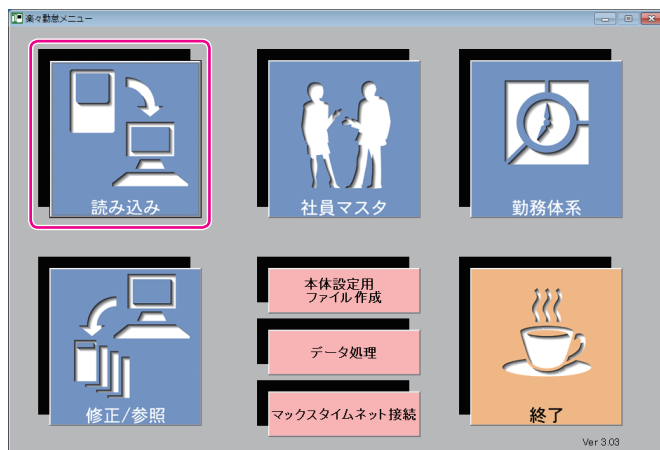 楽々勤怠メニュー
読み込み
社員マスタ
勤務体系
修正/参照
本体設定用
ファイル作成
データ処理
マックスタイムネット接続
終了
Ver 3.03